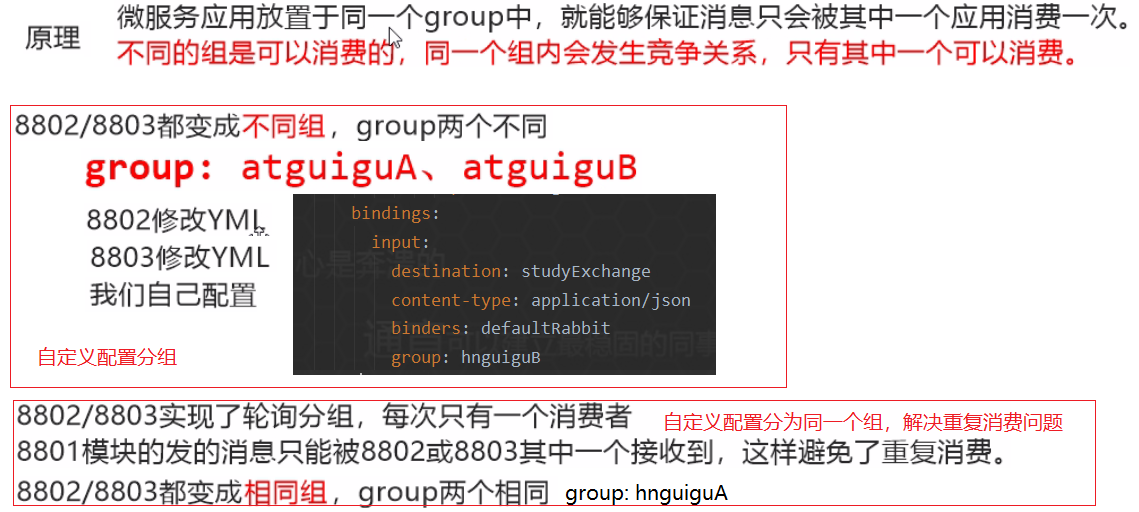 原理
微服务应用放置于同一个group中，就能够保证消息只会被其中一个应用消费一次。
不同的组是可以消费的，同一个组内会发生竞争关系，只有其中一个可以消费。
8802/8803都变成不同组，group两个不同
group: atguiguA、atguiguB
8802修改YML
8803修改YML
我们自己配置
自定义配置分组
bindings:
input:
destination: studyExchange
content-type: application/json
binders: defaultRabbit
group: hnguiguB
8802/8803实现了轮询分组，每次只有一个消费者
自定义配置分为同一个组，解决重复消费问题
8801模块的发的消息只能被8802或8803其中一个接收到，这样避免了重复消费。
8802/8803都变成相同组，group两个相同
group: hnguiguA